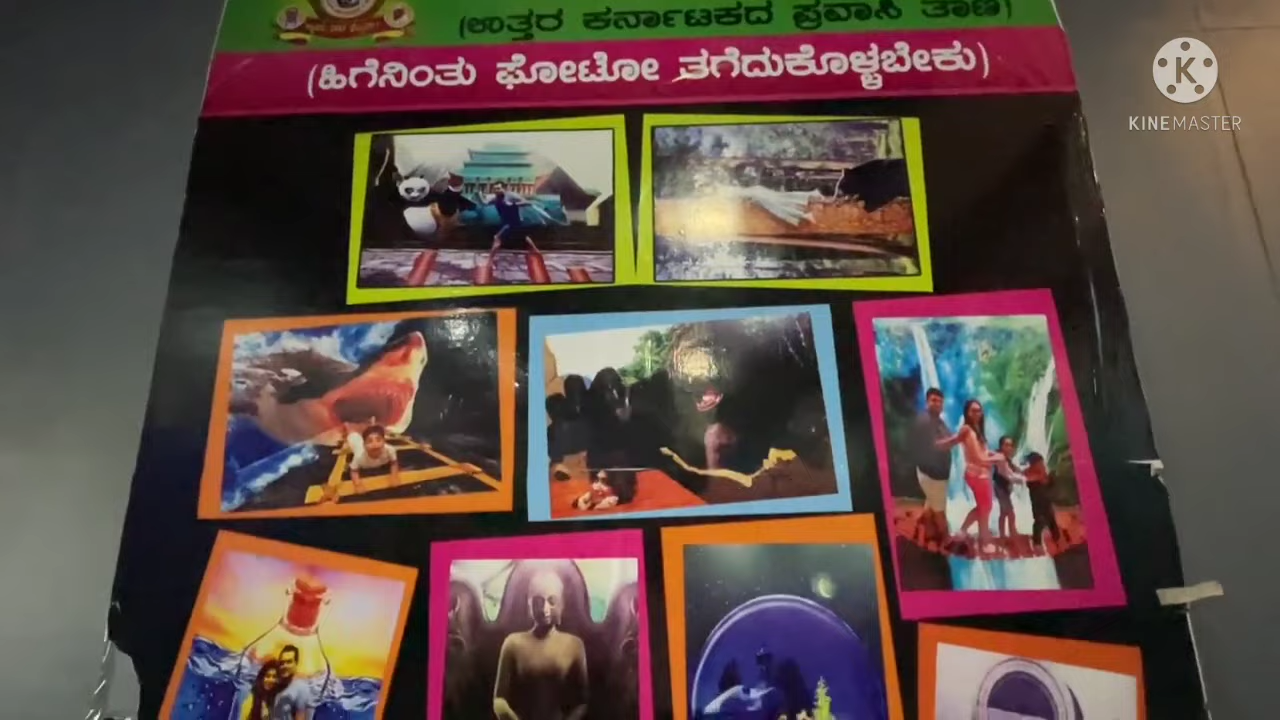 (ಉತ್ತರ ಕರ್ನಾಟಕದ ಪ್ರವಾಸಿ ತಾಣ)
(ಹಿಗೆನಿಂತು ಫೋಟೋ ತಗೆದುಕೊಳ್ಳಬೇಕು)
KINEMASTER